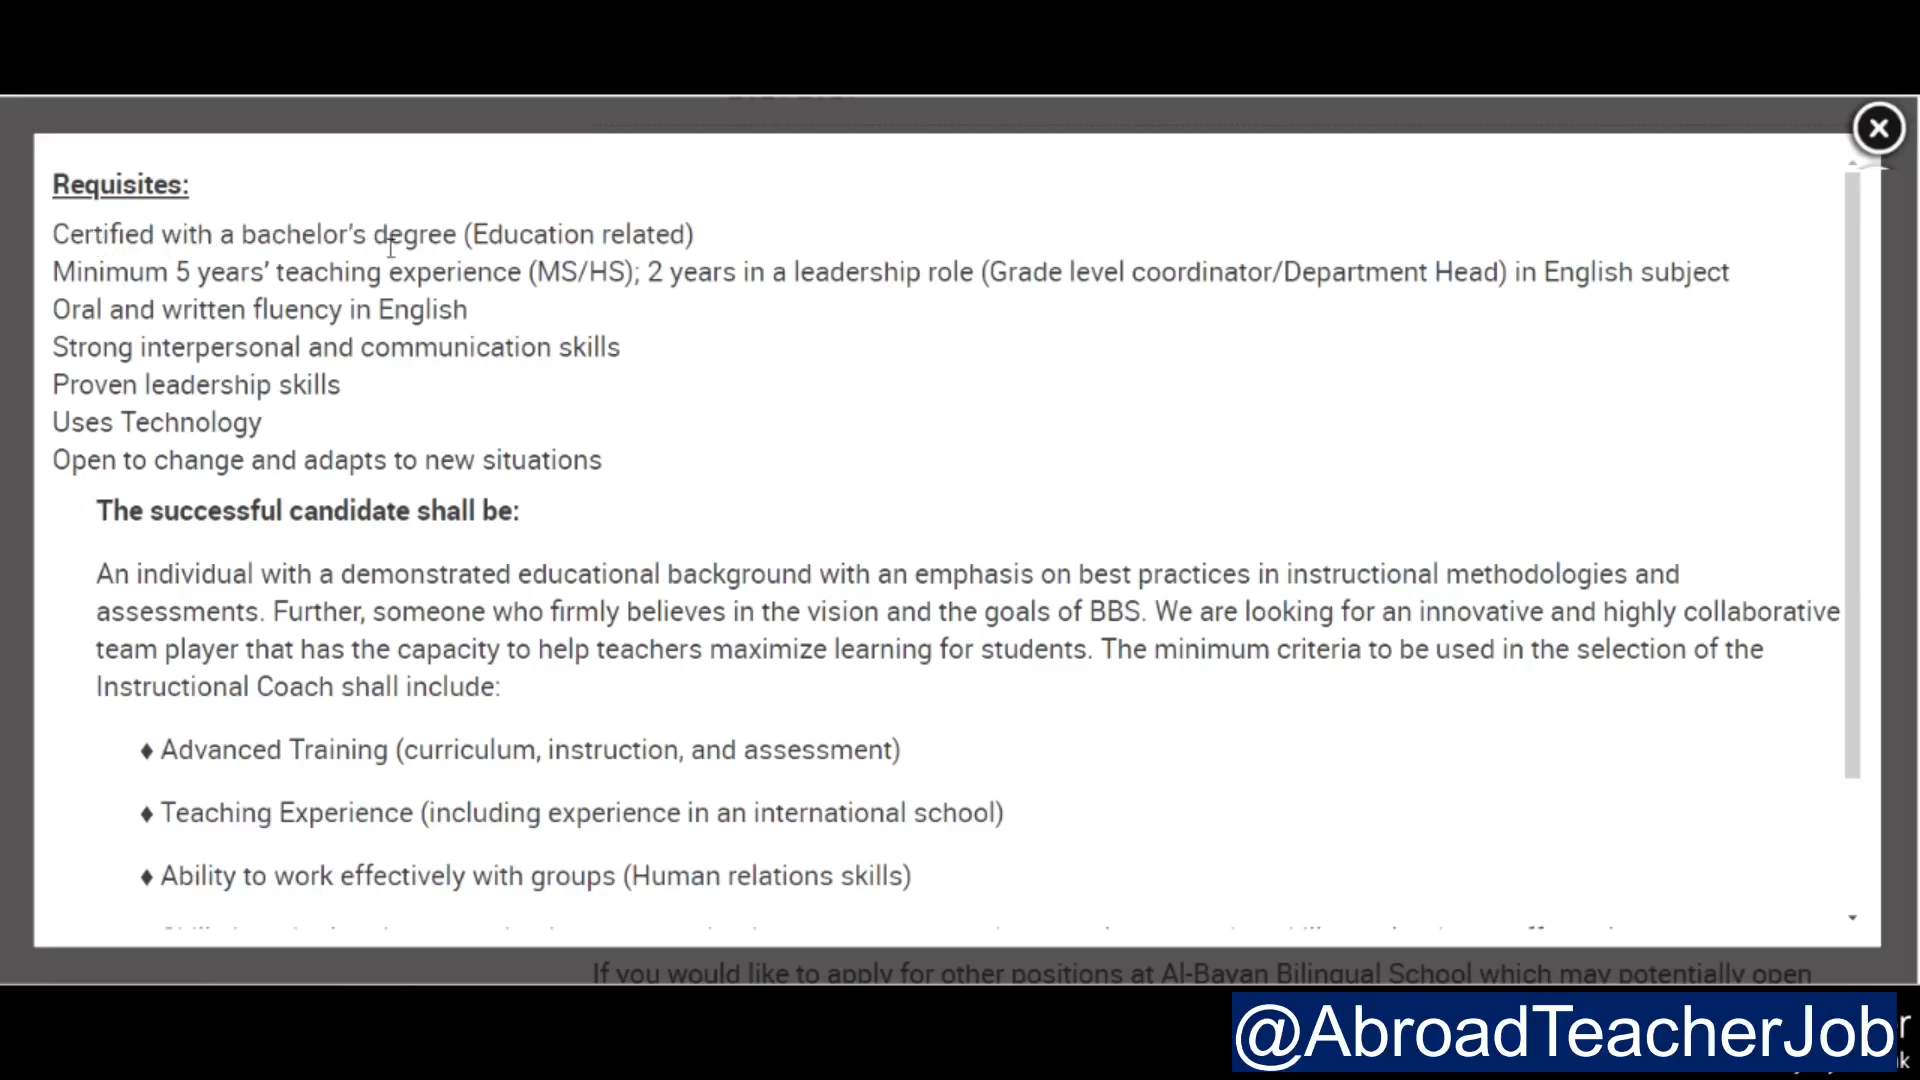 Requisites:
Certified with a bachelor's degree (Education related)
Minimum 5 years' teaching experience (MS/HS); 2 years in a leadership role (Grade level coordinator/Department Head) in English subject
Oral and written fluency in English
Strong interpersonal and communication skills
Proven leadership skills
Uses Technology
Open to change and adapts to new situations
The successful candidate shall be:
An individual with a demonstrated educational background with an emphasis on best practices in instructional methodologies and
assessments. Further, someone who firmly believes in the vision and the goals of BBS. We are looking for an innovative and highly collaborative
team player that has the capacity to help teachers maximize learning for students. The minimum criteria to be used in the selection of the
Instructional Coach shall include:
♦ Advanced Training (curriculum, instruction, and assessment)
♦ Teaching Experience (including experience in an international school)
♦ Ability to work effectively with groups (Human relations skills)
If you would like to apply for other positions at Al-Bayan Bilingual School which may potentially open
@AbroadTeacherJob